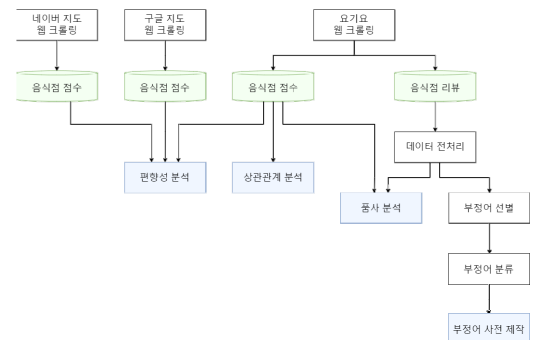 네이버 지도
웹 크롤링
구글 지도
웹 크롤링
요기요
웹 크롤링
음식점 점수
음식점 점수
음식점 점수
음식점 리뷰
데이터 전처리
편향성 분석
상관관계 분석
품사 분석
부정어 선별
부정어 분류
부정어 사전 제작